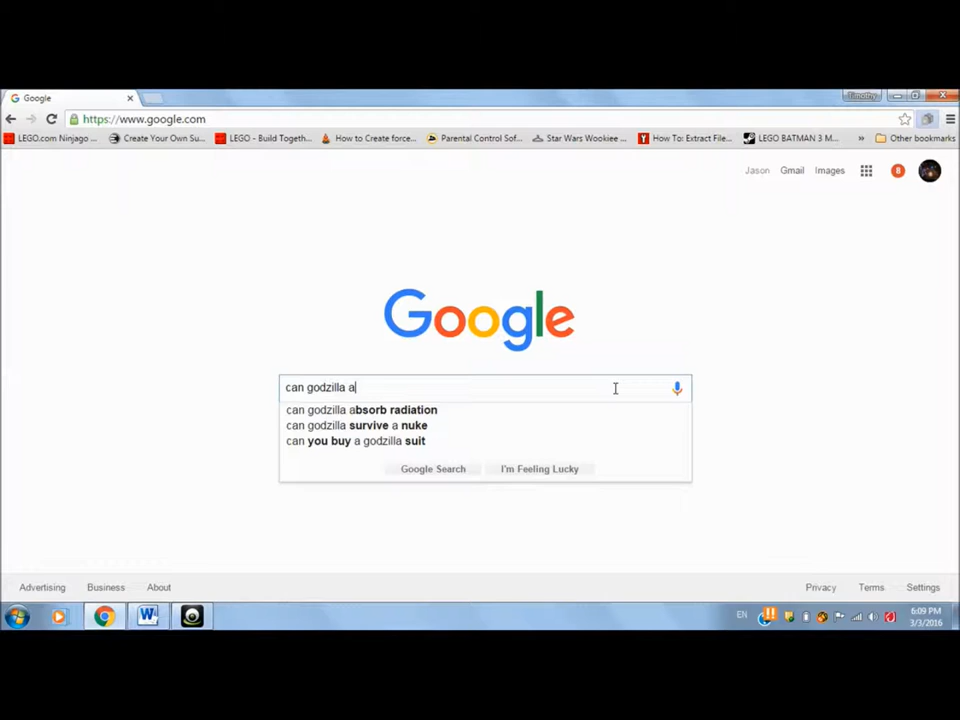 Google
Timothy
https://www.google.com
LEGO.com Ninjago
Create Your Own Su...
LEGO - Build Togeth...
How to Create force...
Parental Control Sof...
Star Wars Wookiee ...
How To: Extract File...
LEGO BATMAN 3 M...
»
Other bookmarks
Jason
Gmail
Images
8
Google
can godzilla a
can godzilla absorb radiation
can godzilla survive a nuke
can you buy a godzilla suit
Google Search
I'm Feeling Lucky
Advertising
Business
About
Privacy
Terms
Settings
EN
6:09 PM
3/3/2016